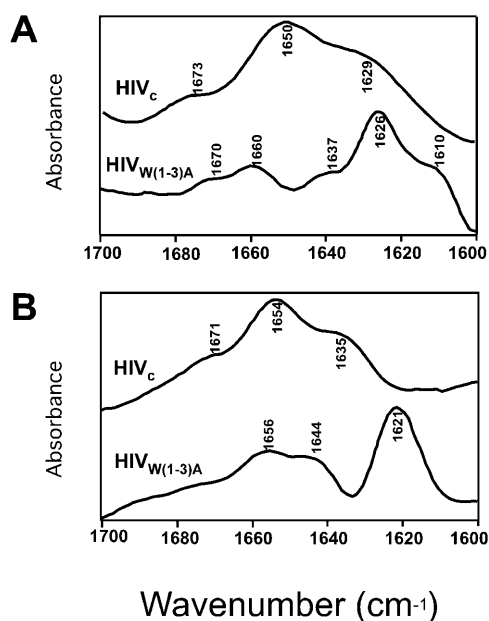 A
Absorbance
HIVc
1673
1650
1629
HIVW(1-3)A
1670
1660
1637
1626
1610
1700 1680 1660 1640 1620 1600
B
Absorbance
HIVc
1671
1654
1635
HIVW(1-3)A
1656
1644
1621
1700 1680 1660 1640 1620 1600
Wavenumber (cm-1)